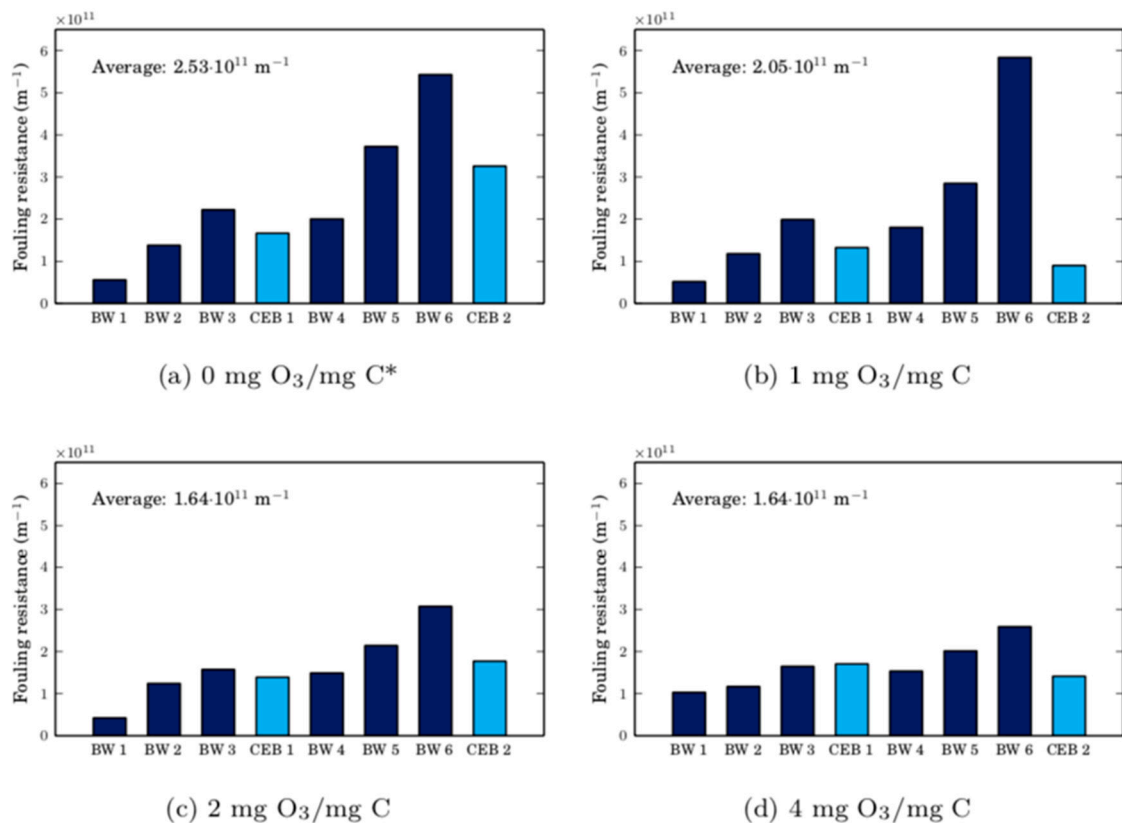 ×10¹¹
Fouling resistance (m⁻¹)
6
5
4
3
2
1
0
Average: 2.53·10¹¹ m⁻¹
BW 1 BW 2 BW 3 CEB 1 BW 4 BW 5 BW 6 CEB 2
(a) 0 mg O₃/mg C*
×10¹¹
Fouling resistance (m⁻¹)
6
5
4
3
2
1
0
Average: 2.05·10¹¹ m⁻¹
BW 1 BW 2 BW 3 CEB 1 BW 4 BW 5 BW 6 CEB 2
(b) 1 mg O₃/mg C
×10¹¹
Fouling resistance (m⁻¹)
6
5
4
3
2
1
0
Average: 1.64·10¹¹ m⁻¹
BW 1 BW 2 BW 3 CEB 1 BW 4 BW 5 BW 6 CEB 2
(c) 2 mg O₃/mg C
×10¹¹
Fouling resistance (m⁻¹)
6
5
4
3
2
1
0
Average: 1.64·10¹¹ m⁻¹
BW 1 BW 2 BW 3 CEB 1 BW 4 BW 5 BW 6 CEB 2
(d) 4 mg O₃/mg C